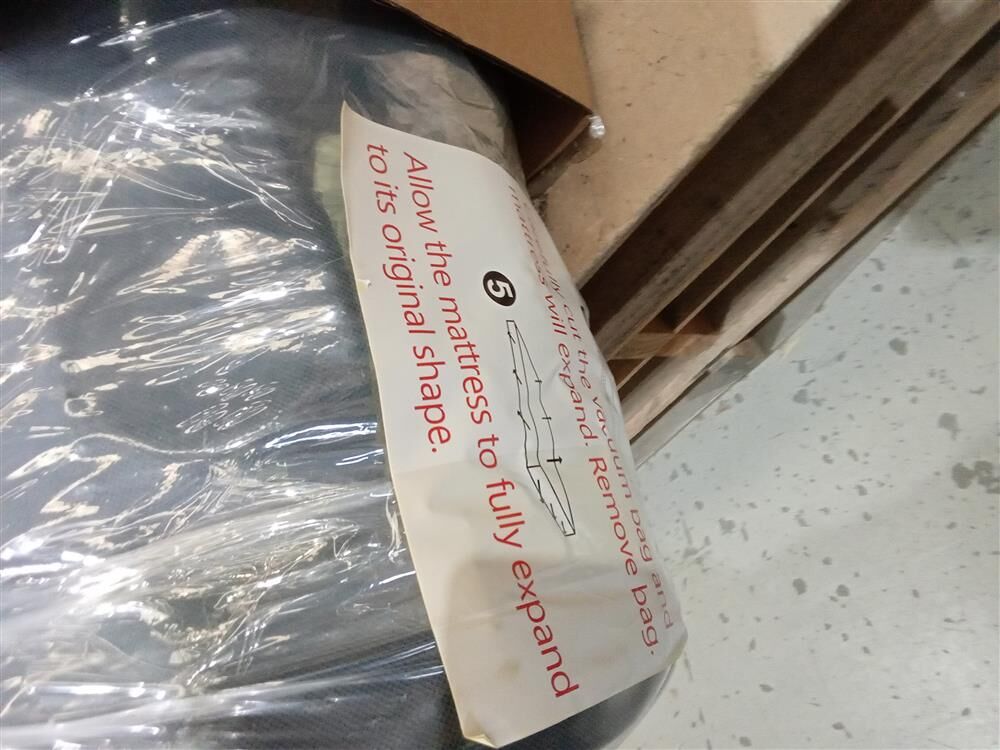 cut the vacuum bag and
mattress will expand. Remove bag.
5
Allow the mattress to fully expand
to its original shape.